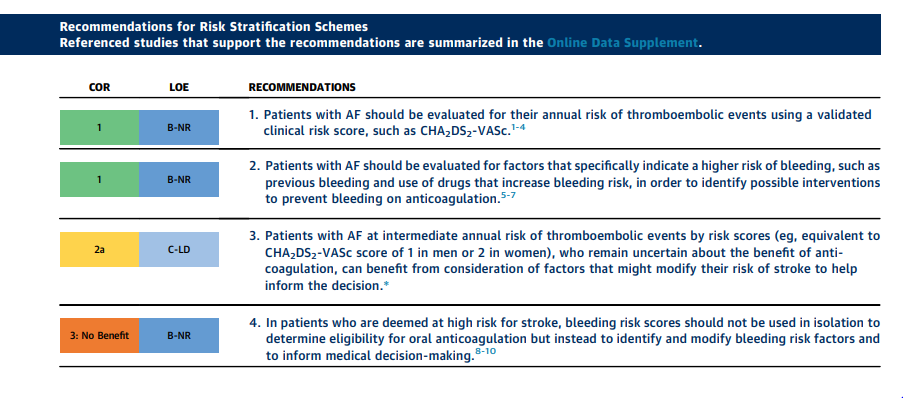 Recommendations for Risk Stratification Schemes
Referenced studies that support the recommendations are summarized in the Online Data Supplement.
COR LOE RECOMMENDATIONS
1 B-NR 1. Patients with AF should be evaluated for their annual risk of thromboembolic events using a validated
clinical risk score, such as CHA₂DS₂-VASc.¹⁻⁴
1 B-NR 2. Patients with AF should be evaluated for factors that specifically indicate a higher risk of bleeding, such as
previous bleeding and use of drugs that increase bleeding risk, in order to identify possible interventions
to prevent bleeding on anticoagulation.⁵⁻⁷
2a C-LD 3. Patients with AF at intermediate annual risk of thromboembolic events by risk scores (eg, equivalent to
CHA₂DS₂-VASc score of 1 in men or 2 in women), who remain uncertain about the benefit of anti-
coagulation, can benefit from consideration of factors that might modify their risk of stroke to help
inform the decision.*
3: No Benefit B-NR 4. In patients who are deemed at high risk for stroke, bleeding risk scores should not be used in isolation to
determine eligibility for oral anticoagulation but instead to identify and modify bleeding risk factors and
to inform medical decision-making.⁸⁻¹⁰